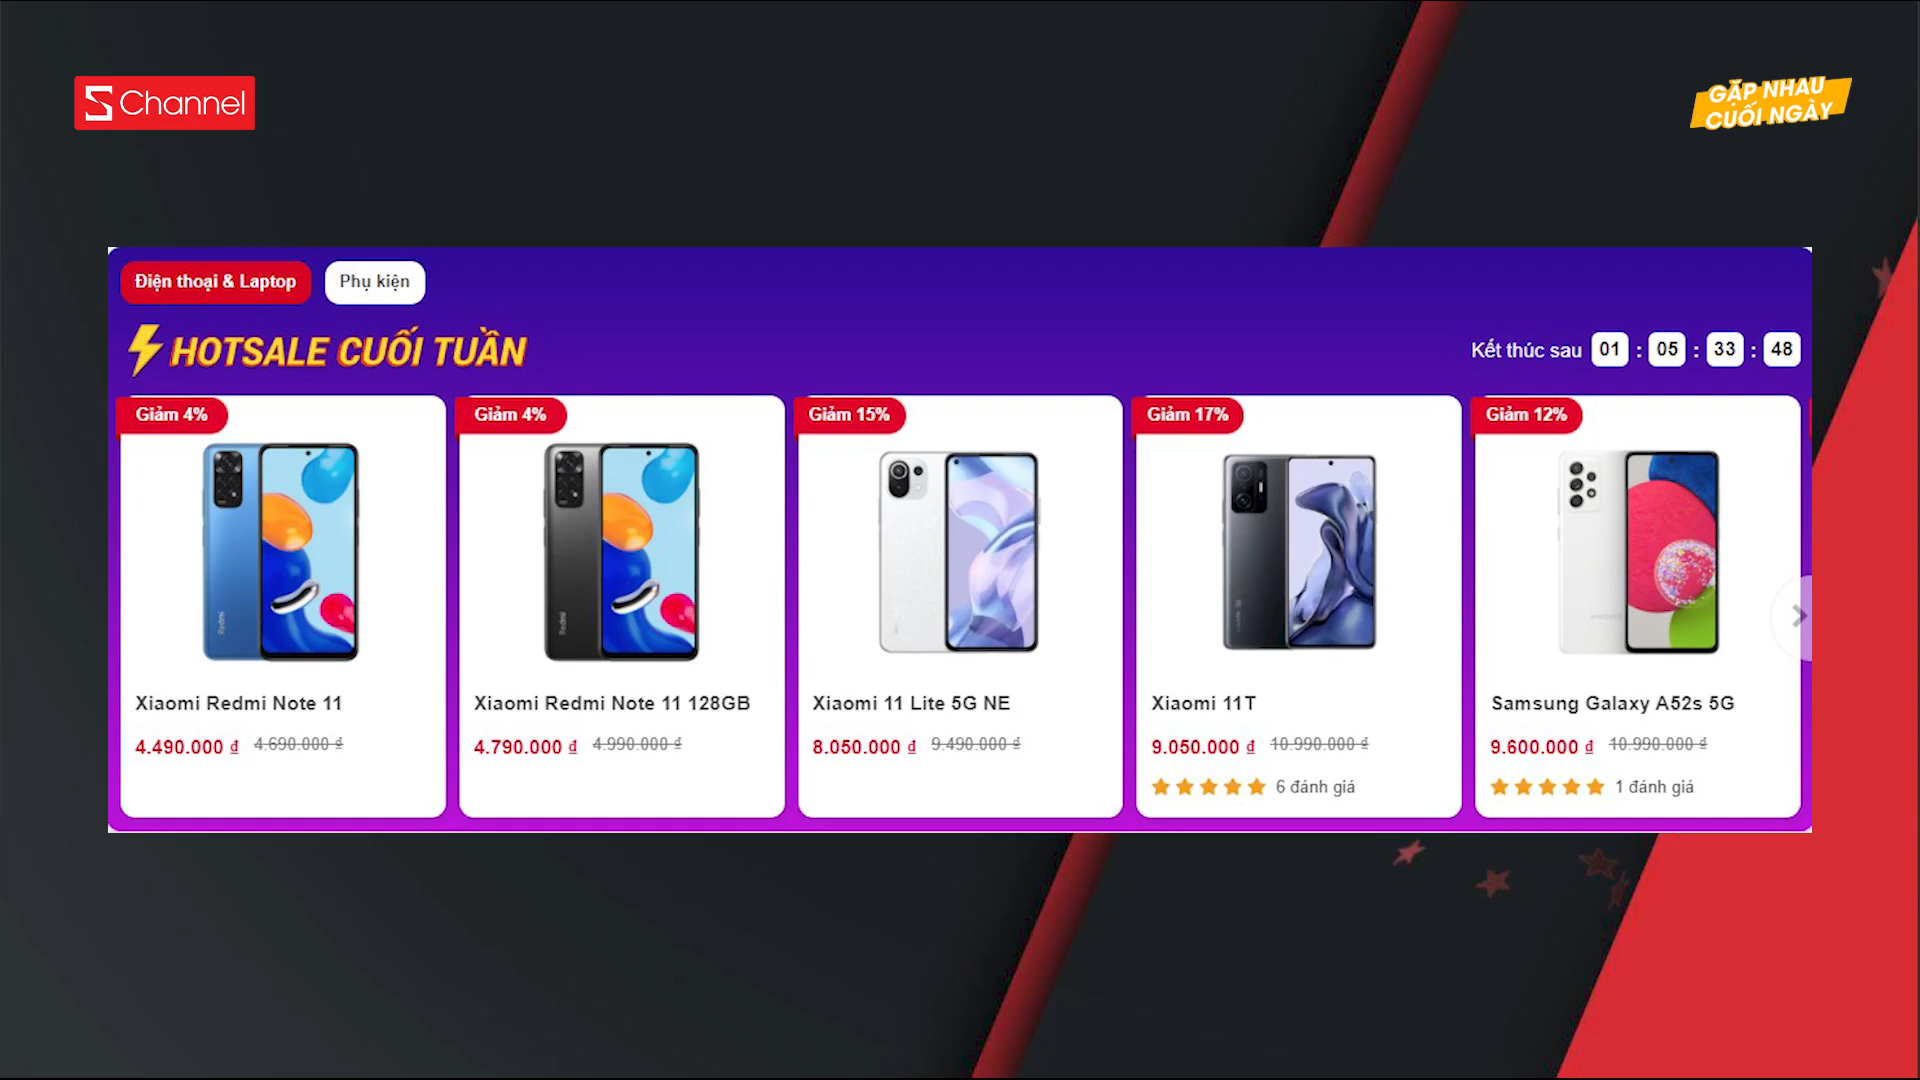 S Channel
GẶP NHAU
CUỐI NGÀY
Điện thoại & Laptop
Phụ kiện
HOTSALE CUỐI TUẦN
Kết thúc sau 01 : 05 : 33 : 48
Giảm 4%
Redmi
Xiaomi Redmi Note 11
4.490.000 ₫ 4.690.000 ₫
Giảm 4%
Redmi
Xiaomi Redmi Note 11 128GB
4.790.000 ₫ 4.990.000 ₫
Giảm 15%
Xiaomi 11 Lite 5G NE
8.050.000 ₫ 9.490.000 ₫
Giảm 17%
Xiaomi 11T
9.050.000 ₫ 10.990.000 ₫
6 đánh giá
Giảm 12%
SAMSUNG
Samsung Galaxy A52s 5G
9.600.000 ₫ 10.990.000 ₫
1 đánh giá